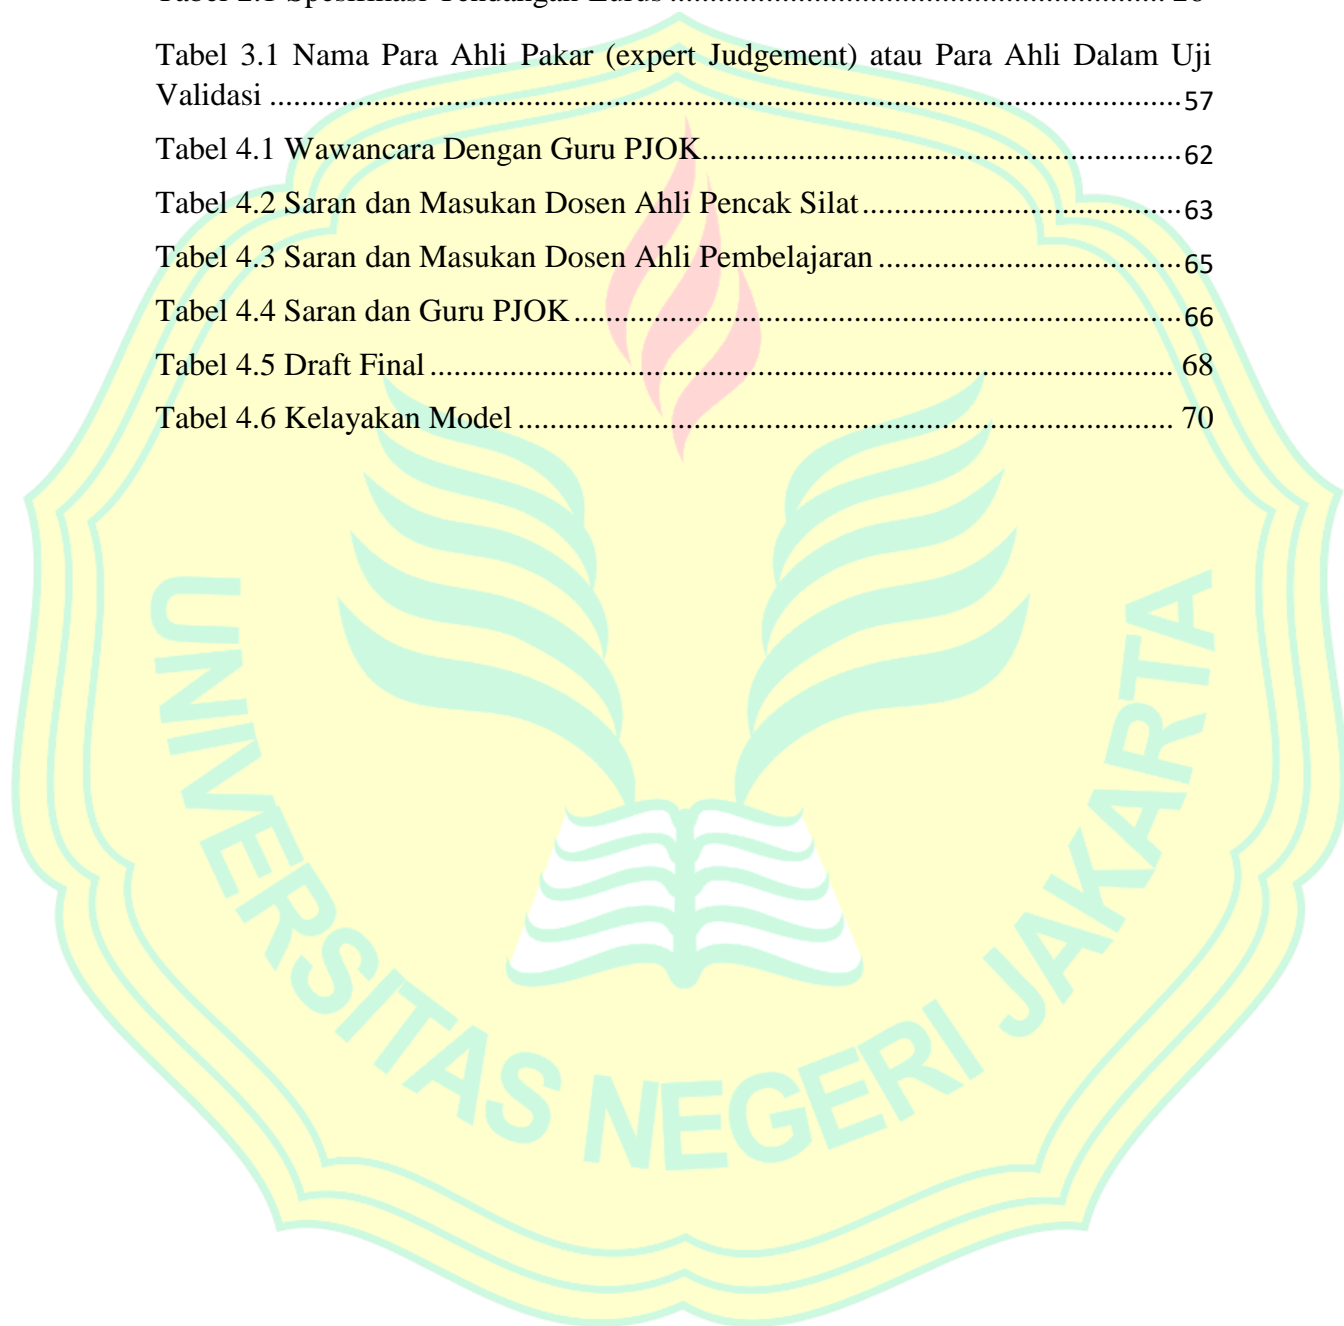 Tabel 3.1 Nama Para Ahli Pakar (expert Judgement) atau Para Ahli Dalam Uji
Validasi ........................................................................................................................ 57
Tabel 4.1 Wawancara Dengan Guru PJOK............................................................ 62
Tabel 4.2 Saran dan Masukan Dosen Ahli Pencak Silat ........................................ 63
Tabel 4.3 Saran dan Masukan Dosen Ahli Pembelajaran ...................................... 65
Tabel 4.4 Saran dan Guru PJOK ............................................................................ 66
Tabel 4.5 Draft Final ............................................................................................. 68
Tabel 4.6 Kelayakan Model .................................................................................. 70
UNIVERSITAS NEGERI JAKARTA